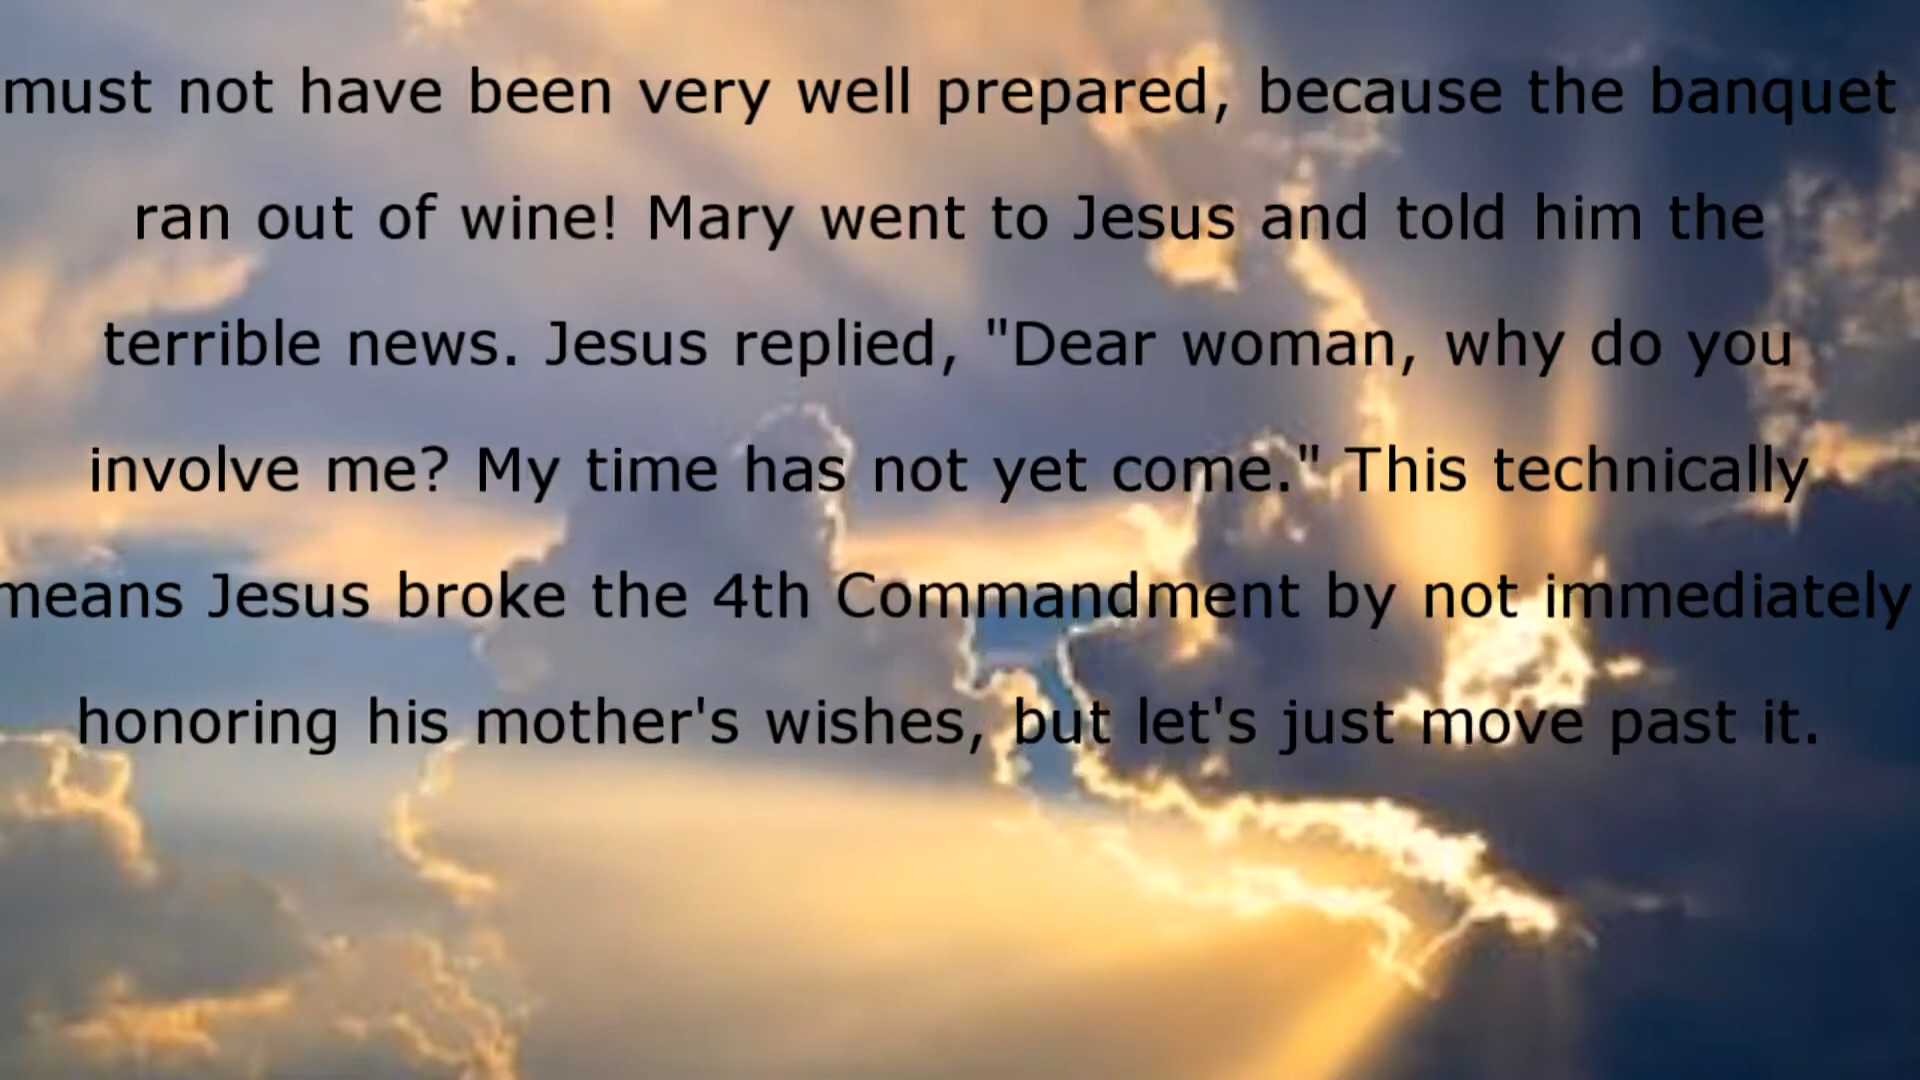 must not have been very well prepared, because the banquet
ran out of wine! Mary went to Jesus and told him the
terrible news. Jesus replied, "Dear woman, why do you
involve me? My time has not yet come." This technically
means Jesus broke the 4th Commandment by not immediately
honoring his mother's wishes, but let's just move past it.